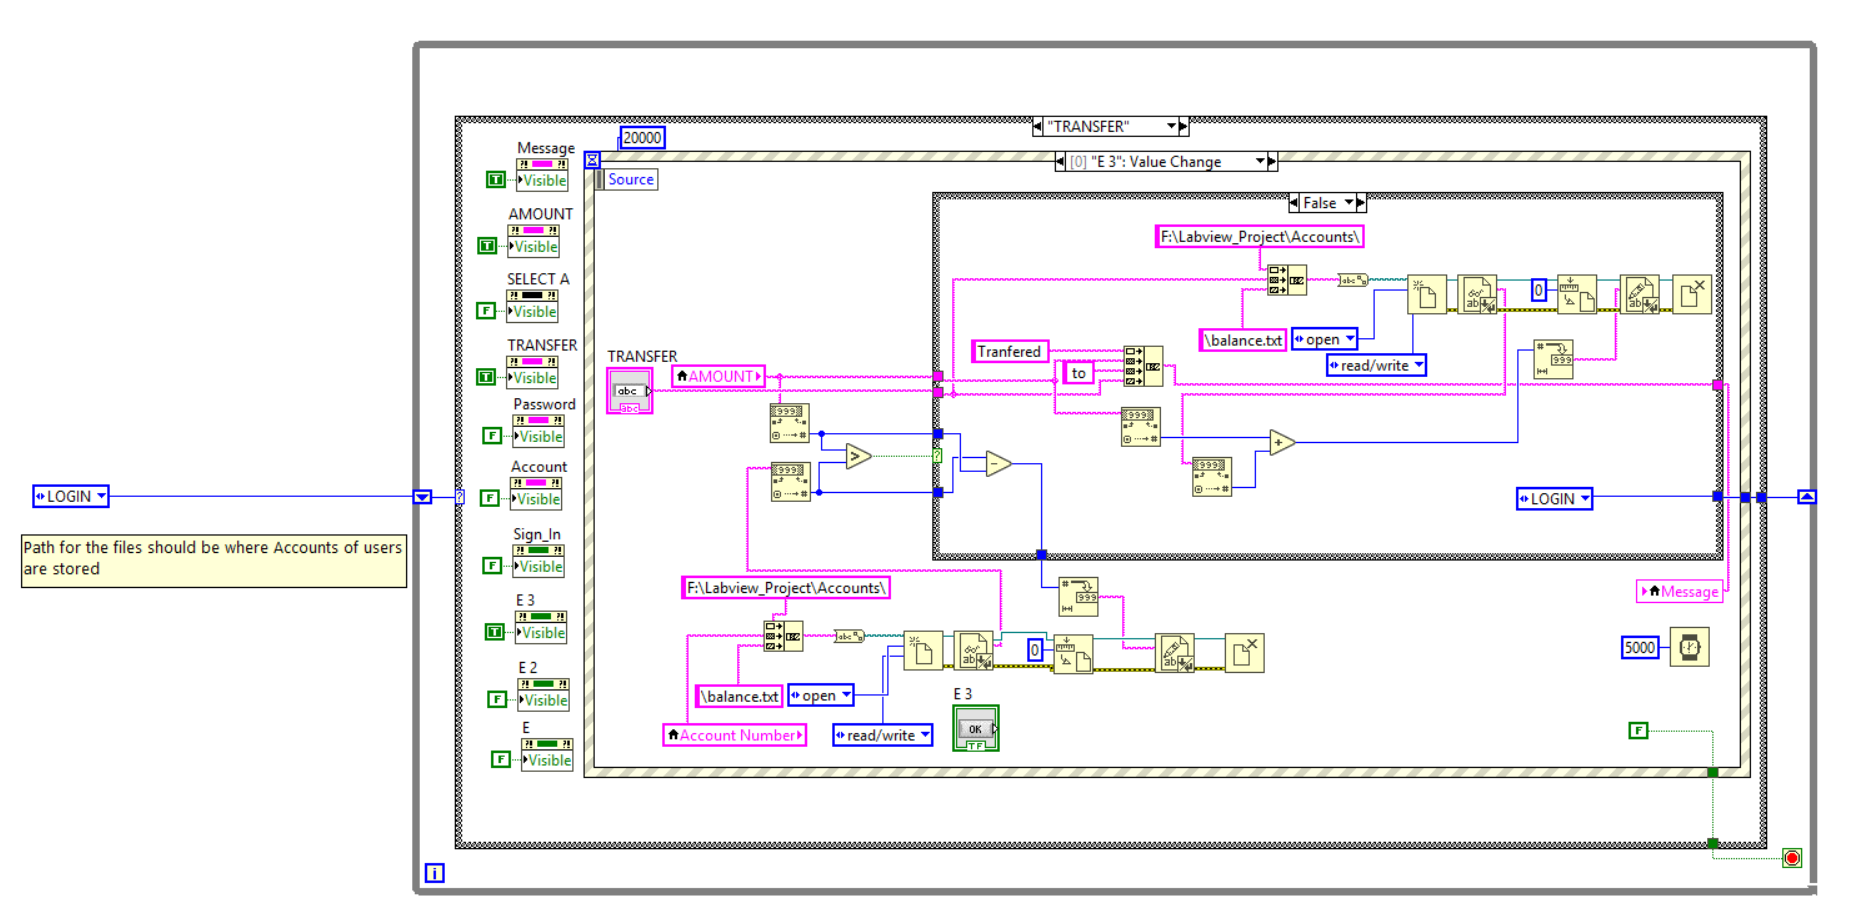 "TRANSFER"
20000
[0] "E 3": Value Change
Message
Visible
Source
False
AMOUNT
Visible
F:\Labview_Project\Accounts\
SELECT A
Visible
0
\balance.txt
open
read/write
TRANSFER
Visible
TRANSFER
abc
abc
AMOUNT
Tranfered
to
Password
Visible
Account
Visible
LOGIN
LOGIN
Path for the files should be where Accounts of users
are stored
Sign_In
Visible
F:\Labview_Project\Accounts\
Message
E 3
Visible
0
5000
E 2
Visible
\balance.txt
open
E 3
OK
TF
Account Number
read/write
E
Visible
F
i